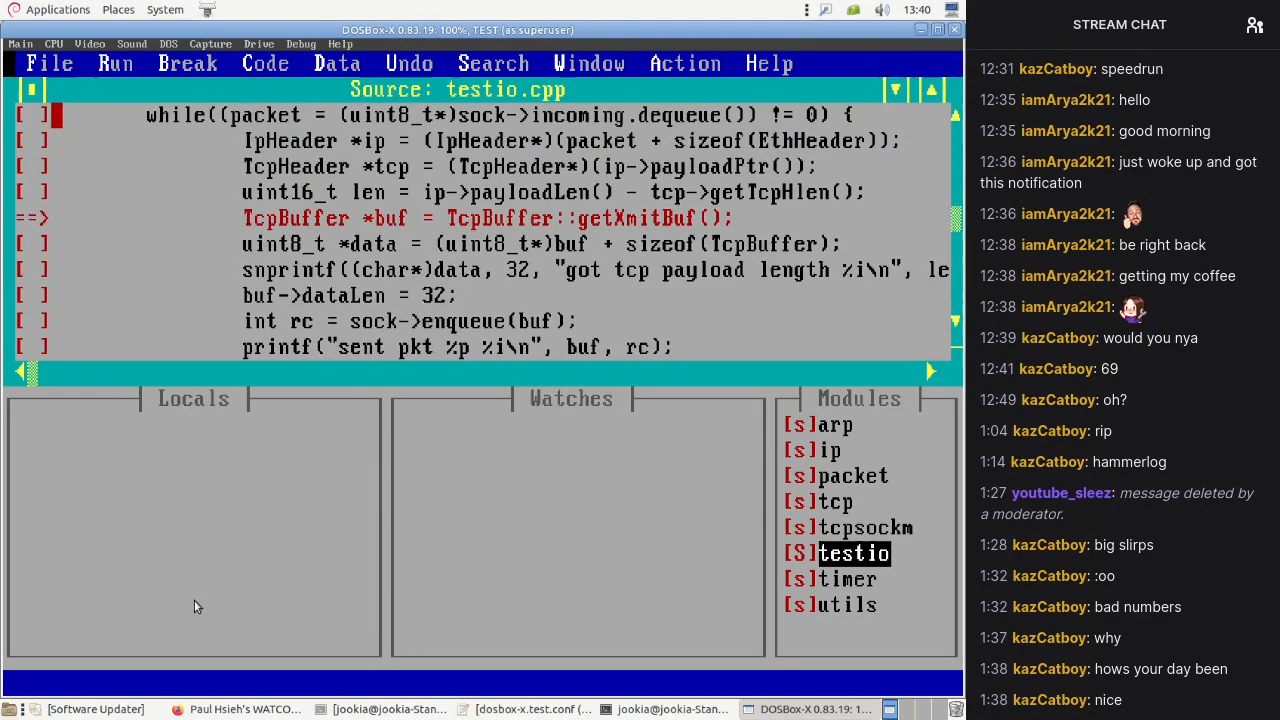 Applications Places System 13:40
DOSBox-X 0.83.19: 100%, TEST (as superuser)
Main CPU Video Sound DOS Capture Drive Debug Help
File Run Break Code Data Undo Search Window Action Help
Source: testio.cpp
[ ] while((packet = (uint8_t*)sock->incoming.dequeue()) != 0) {
[ ] IpHeader *ip = (IpHeader*)(packet + sizeof(EthHeader));
[ ] TcpHeader *tcp = (TcpHeader*)(ip->payloadPtr());
[ ] uint16_t len = ip->payloadLen() - tcp->getTcpHlen();
==> TcpBuffer *buf = TcpBuffer::getXmitBuf();
[ ] uint8_t *data = (uint8_t*)buf + sizeof(TcpBuffer);
[ ] snprintf((char*)data, 32, "got tcp payload length %i\n", le
[ ] buf->dataLen = 32;
[ ] int rc = sock->enqueue(buf);
[ ] printf("sent pkt %p %i\n", buf, rc);
Locals Watches Modules
[s]arp
[s]ip
[s]packet
[s]tcp
[s]tcpsockm
[S]testio
[s]timer
[s]utils
[Software Updater] Paul Hsieh's WATCO... [jookia@jookia-Stan... [dosbox-x.test.conf (... jookia@jookia-Stan... DOSBox-X 0.83.19: 1...
STREAM CHAT
12:31 kazCatboy: speedrun
12:35 iamArya2k21: hello
12:35 iamArya2k21: good morning
12:36 iamArya2k21: just woke up and got
this notification
12:36 iamArya2k21:
12:38 iamArya2k21: be right back
12:38 iamArya2k21: getting my coffee
12:38 iamArya2k21:
12:39 kazCatboy: would you nya
12:41 kazCatboy: 69
12:49 kazCatboy: oh?
1:04 kazCatboy: rip
1:14 kazCatboy: hammerlog
1:27 youtube_sleez: message deleted by
a moderator.
1:28 kazCatboy: big slirps
1:32 kazCatboy: :oo
1:32 kazCatboy: bad numbers
1:37 kazCatboy: why
1:38 kazCatboy: hows your day been
1:38 kazCatboy: nice